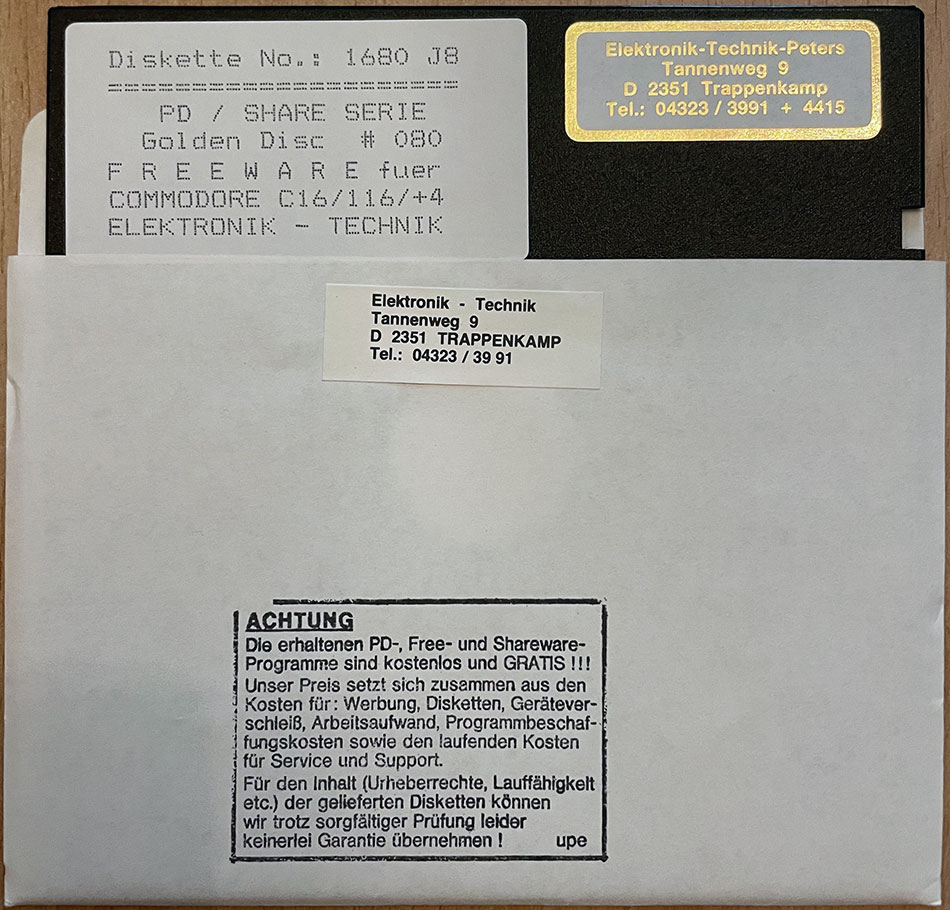 Diskette No.: 1680 J8
=========================
PD / SHARE SERIE
Golden Disc # 080
F R E E W A R E fuer
COMMODORE C16/116/+4
ELEKTRONIK - TECHNIK
Elektronik-Technik-Peters
Tannenweg 9
D 2351 Trappenkamp
Tel.: 04323 / 3991 + 4415
Elektronik - Technik
Tannenweg 9
D 2351 TRAPPENKAMP
Tel.: 04323 / 39 91
ACHTUNG
Die erhaltenen PD-, Free- und Shareware-
Programme sind kostenlos und GRATIS !!!
Unser Preis setzt sich zusammen aus den
Kosten für: Werbung, Disketten, Gerätever-
schleiß, Arbeitsaufwand, Programmbeschaf-
fungskosten sowie den laufenden Kosten
für Service und Support.
Für den Inhalt (Urheberrechte, Lauffähigkeit
etc.) der gelieferten Disketten können
wir trotz sorgfältiger Prüfung leider
keinerlei Garantie übernehmen ! upe